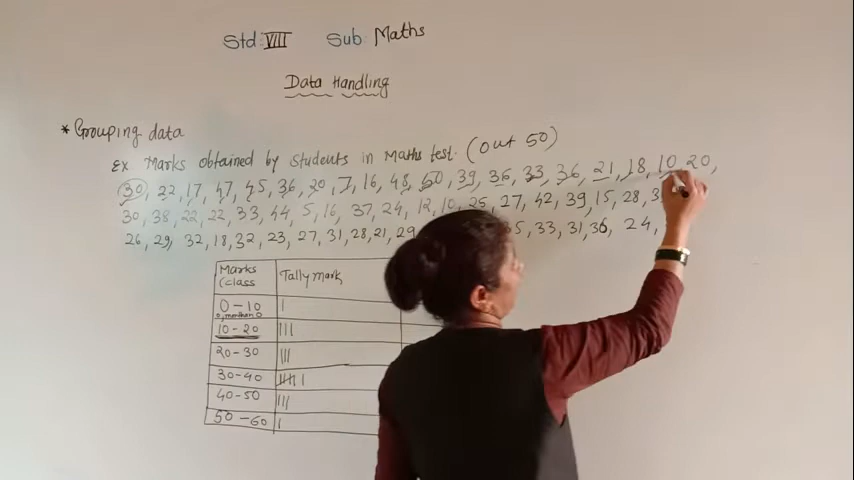 Std VIII Sub: Maths
Data Handling
* Grouping data
Ex Marks obtained by students in Maths test. (Out 50)
30, 22, 17, 47, 45, 36, 20, 7, 16, 48, 50, 39, 36, 33, 36, 21, 18, 10, 20,
30, 38, 22, 22, 33, 44, 5, 16, 37, 24, 12, 10, 25, 27, 42, 39, 15, 28,
26, 29, 32, 18, 32, 23, 27, 31, 28, 21, 29 33, 31, 36, 24,
Marks (class Tally mark
0-10 |
10-20 |||
20-30 |||
30-40 |||| |
40-50 |||
50-60 |